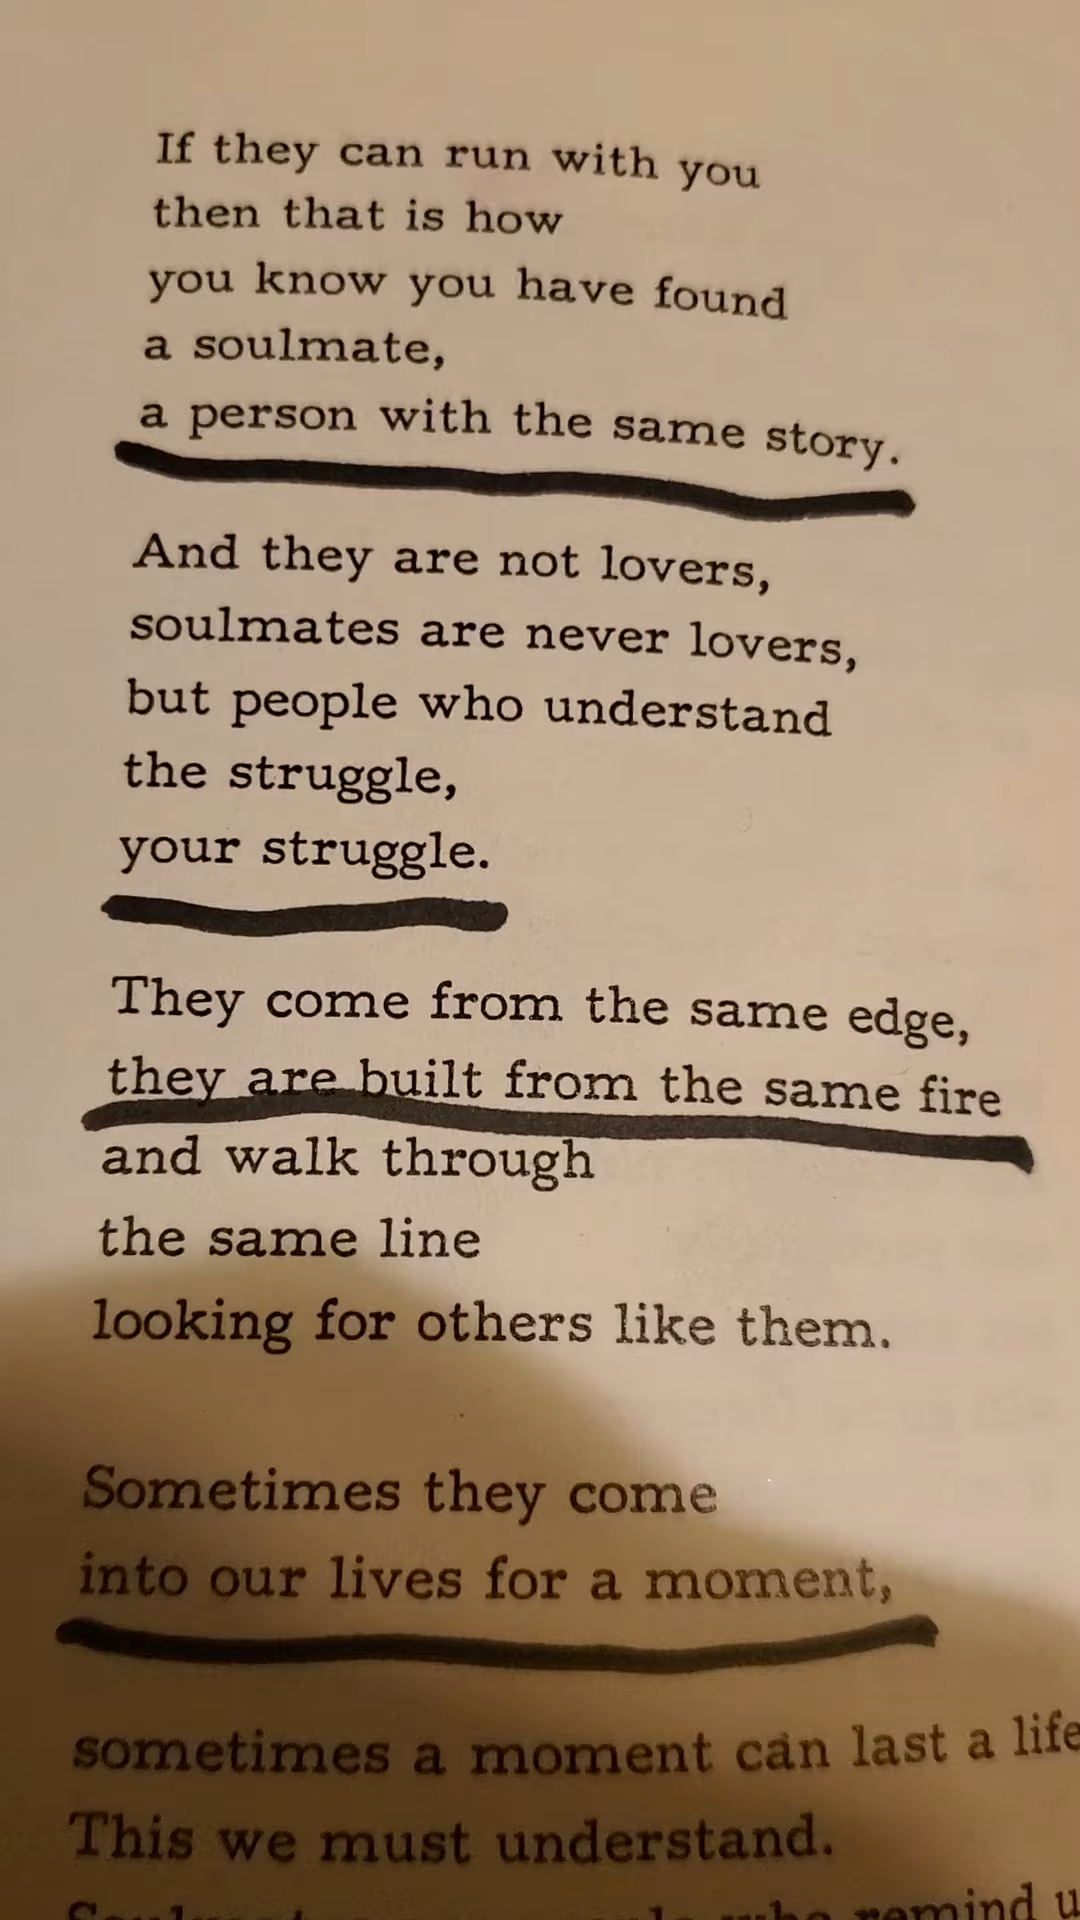 If they can run with you
then that is how
you know you have found
a soulmate,
a person with the same story.
And they are not lovers,
soulmates are never lovers,
but people who understand
the struggle,
your struggle.
They come from the same edge,
they are built from the same fire
and walk through
the same line
looking for others like them.
Sometimes they come
into our lives for a moment,
sometimes a moment can last a life
This we must understand.
who remind u